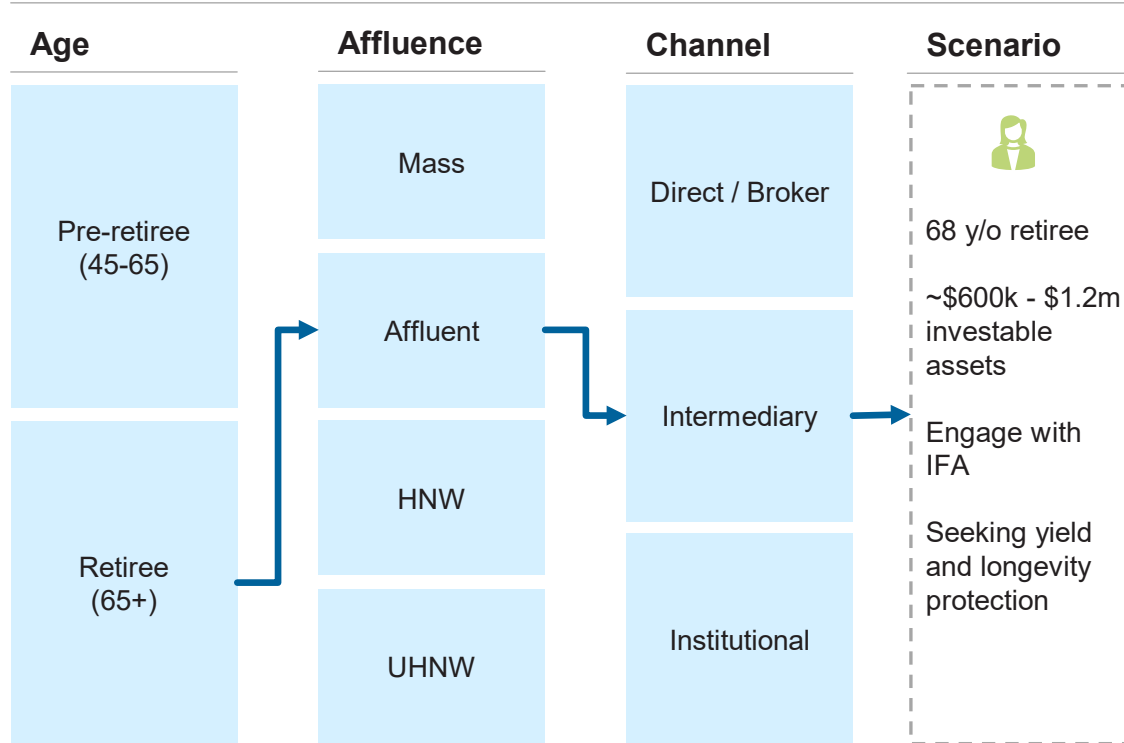 Age
Affluence
Channel
Scenario
Pre-retiree
(45-65)
Retiree
(65+)
Mass
Affluent
HNW
UHNW
Direct / Broker
Intermediary
Institutional
68 y/o retiree
~$600k - $1.2m
investable
assets
Engage with
IFA
Seeking yield
and longevity
protection